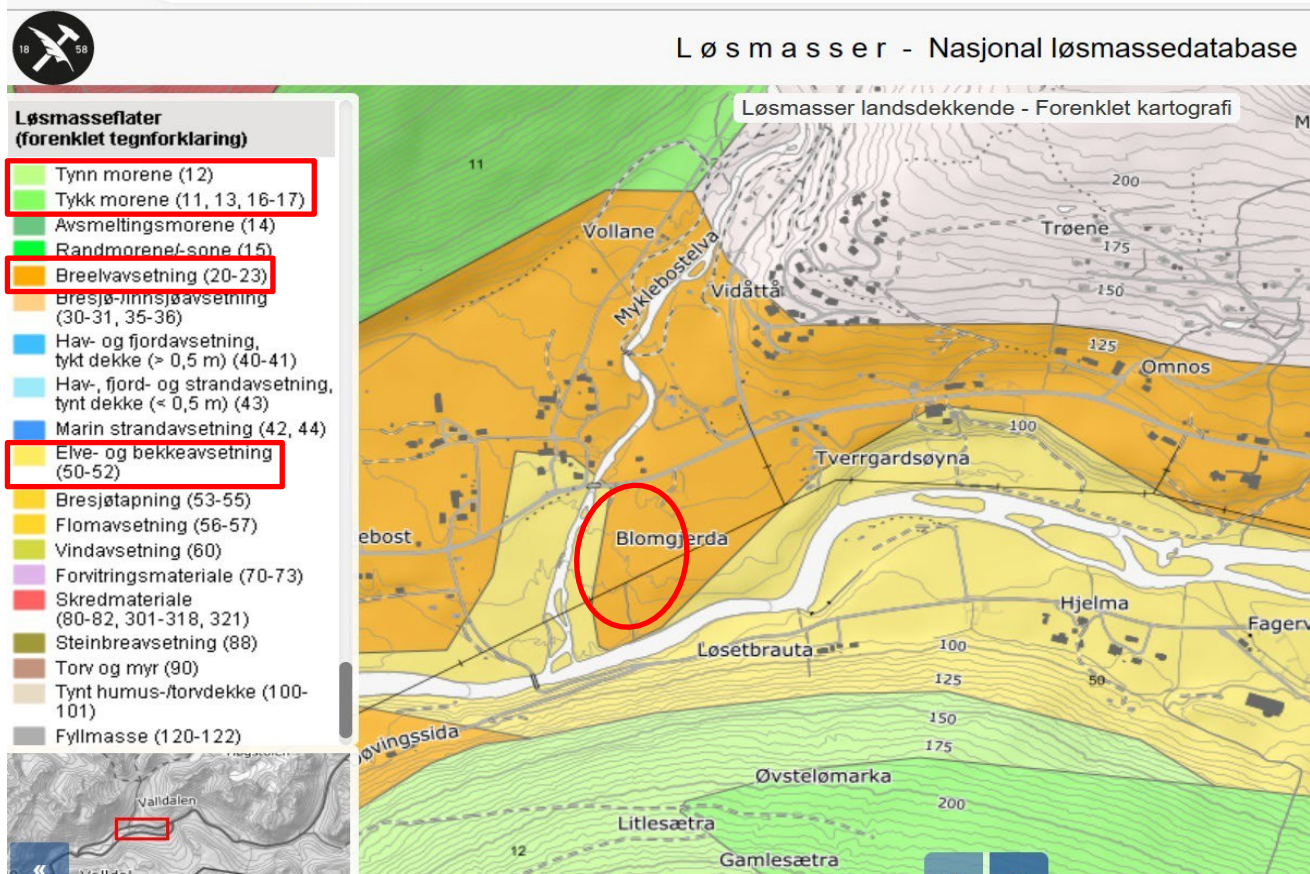 18 58
Løsmasser - Nasjonal løsmassedatabase
Løsmasseflater
(forenklet tegnforklaring)
Tynn morene (12)
Tykk morene (11, 13, 16-17)
Avsmeltingsmorene (14)
Randmorene/-sone (15)
Breelvavsetning (20-23)
Bresjø-/innsjøavsetning
(30-31, 35-36)
Hav- og fjordavsetning,
tykt dekke (> 0,5 m) (40-41)
Hav-, fjord- og strandavsetning,
tynt dekke (< 0,5 m) (43)
Marin strandavsetning (42, 44)
Elve- og bekkeavsetning
(50-52)
Bresjøtapning (53-55)
Flomavsetning (56-57)
Vindavsetning (60)
Forvitringsmateriale (70-73)
Skredmateriale
(80-82, 301-318, 321)
Steinbreavsetning (88)
Torv og myr (90)
Tynt humus-/torvdekke (100-
101)
Fyllmasse (120-122)
Valldalen
«
Løsmasser landsdekkende - Forenklet kartografi
M
11
200
Vollane
Trøene
175
Myklebostelva
Vidåttå
150
125
Omnos
100
Tverrgardsøyna
ebost
Blomgjerda
Hjelma
Fagerv
Løsetbrauta
100
125
50
150
øvingssida
175
Øvstelømarka
200
Litlesætra
12
Gamlesætra